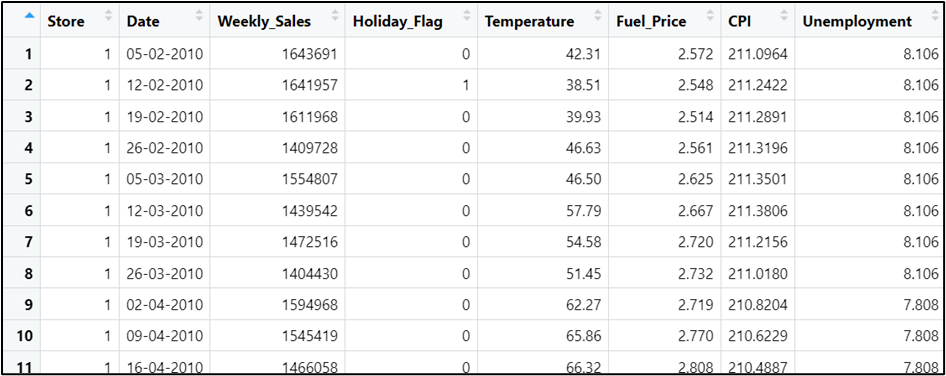 Store Date Weekly_Sales Holiday_Flag Temperature Fuel_Price CPI Unemployment
1 1 05-02-2010 1643691 0 42.31 2.572 211.0964 8.106
2 1 12-02-2010 1641957 1 38.51 2.548 211.2422 8.106
3 1 19-02-2010 1611968 0 39.93 2.514 211.2891 8.106
4 1 26-02-2010 1409728 0 46.63 2.561 211.3196 8.106
5 1 05-03-2010 1554807 0 46.50 2.625 211.3501 8.106
6 1 12-03-2010 1439542 0 57.79 2.667 211.3806 8.106
7 1 19-03-2010 1472516 0 54.58 2.720 211.2156 8.106
8 1 26-03-2010 1404430 0 51.45 2.732 211.0180 8.106
9 1 02-04-2010 1594968 0 62.27 2.719 210.8204 7.808
10 1 09-04-2010 1545419 0 65.86 2.770 210.6229 7.808
11 1 16-04-2010 1466058 0 66.32 2.808 210.4887 7.808